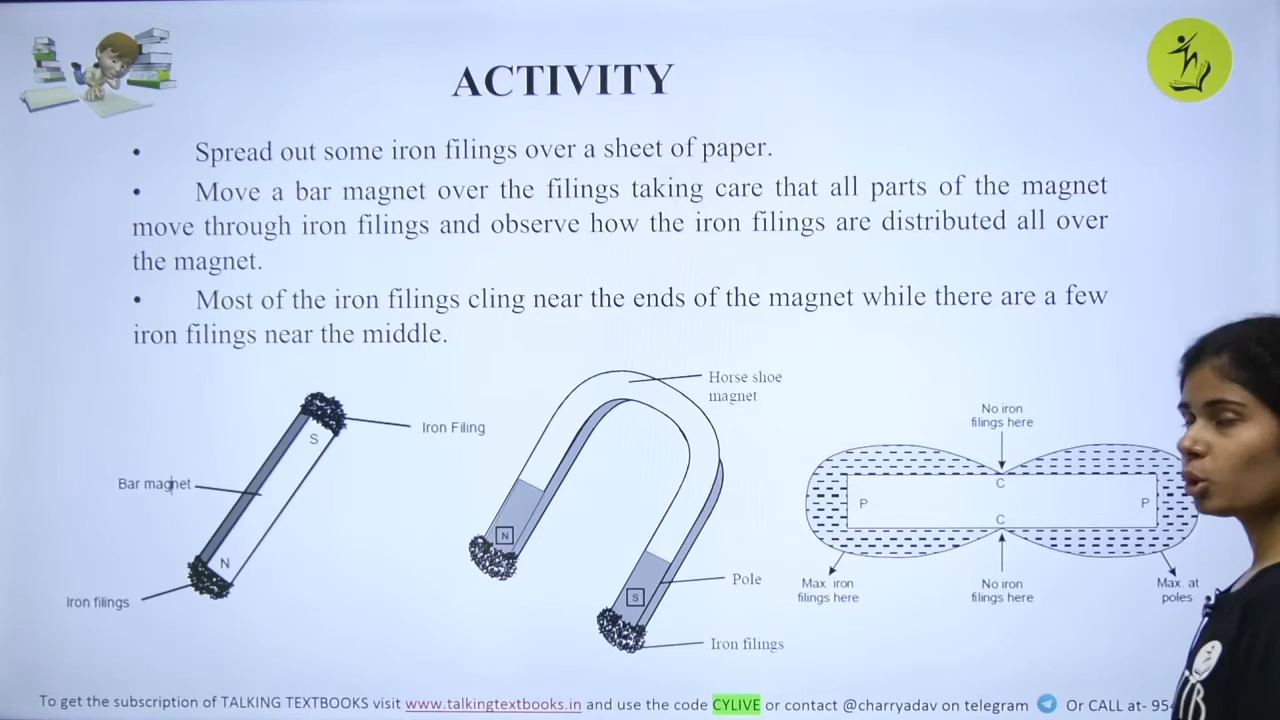 ACTIVITY
• Spread out some iron filings over a sheet of paper.
• Move a bar magnet over the filings taking care that all parts of the magnet
move through iron filings and observe how the iron filings are distributed all over
the magnet.
• Most of the iron filings cling near the ends of the magnet while there are a few
iron filings near the middle.
Horse shoe
magnet
S
Iron Filing
Bar magnet
N
Iron filings
N
S
Pole
Iron filings
No iron
filings here
C
P
P
C
Max. iron
filings here
No iron
filings here
Max. at
poles
To get the subscription of TALKING TEXTBOOKS visit www.talkingtextbooks.in and use the code CYLIVE or contact @charryadav on telegram Or CALL at- 95